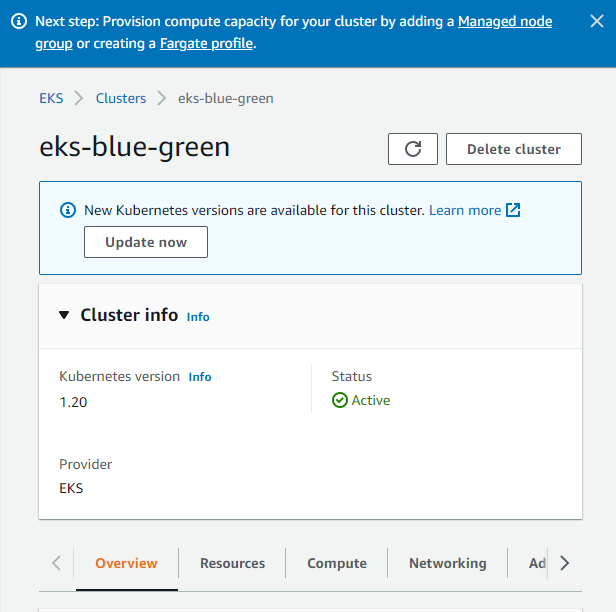 Next step: Provision compute capacity for your cluster by adding a Managed node
group or creating a Fargate profile.
EKS Clusters eks-blue-green
eks-blue-green
Delete cluster
New Kubernetes versions are available for this cluster. Learn more
Update now
Cluster info Info
Kubernetes version Info
1.20
Status
Active
Provider
EKS
Overview Resources Compute Networking Ad